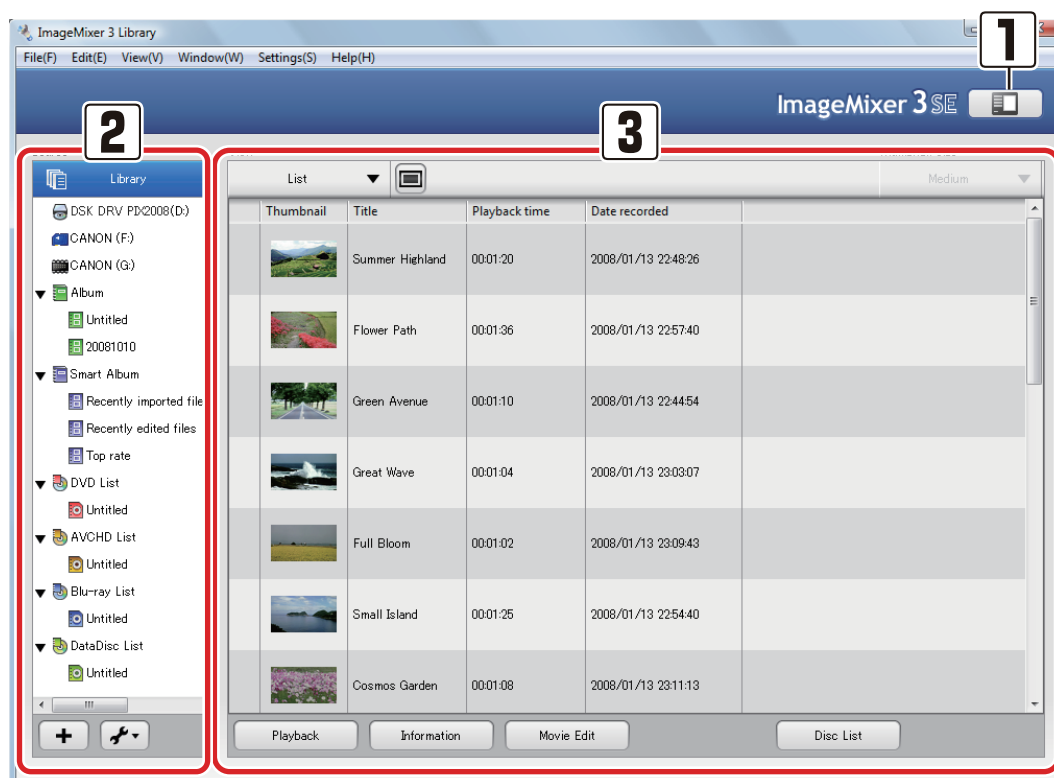 ImageMixer 3 Library
1
File(F) Edit(E) View(V) Window(W) Settings(S) Help(H)
ImageMixer 3 SE
2
3
Library
List Medium
DSK DRV PIX2008(D:)
CANON (F:)
CANON (G:)
Album
Untitled
20081010
Smart Album
Recently imported file
Recently edited files
Top rate
DVD List
Untitled
AVCHD List
Untitled
Blu-ray List
Untitled
DataDisc List
Untitled
Thumbnail Title Playback time Date recorded
Summer Highland 00:01:20 2008/01/13 22:48:26
Flower Path 00:01:36 2008/01/13 22:57:40
Green Avenue 00:01:10 2008/01/13 22:44:54
Great Wave 00:01:04 2008/01/13 23:03:07
Full Bloom 00:01:02 2008/01/13 23:09:43
Small Island 00:01:25 2008/01/13 22:54:40
Cosmos Garden 00:01:08 2008/01/13 23:11:13
Playback Information Movie Edit Disc List